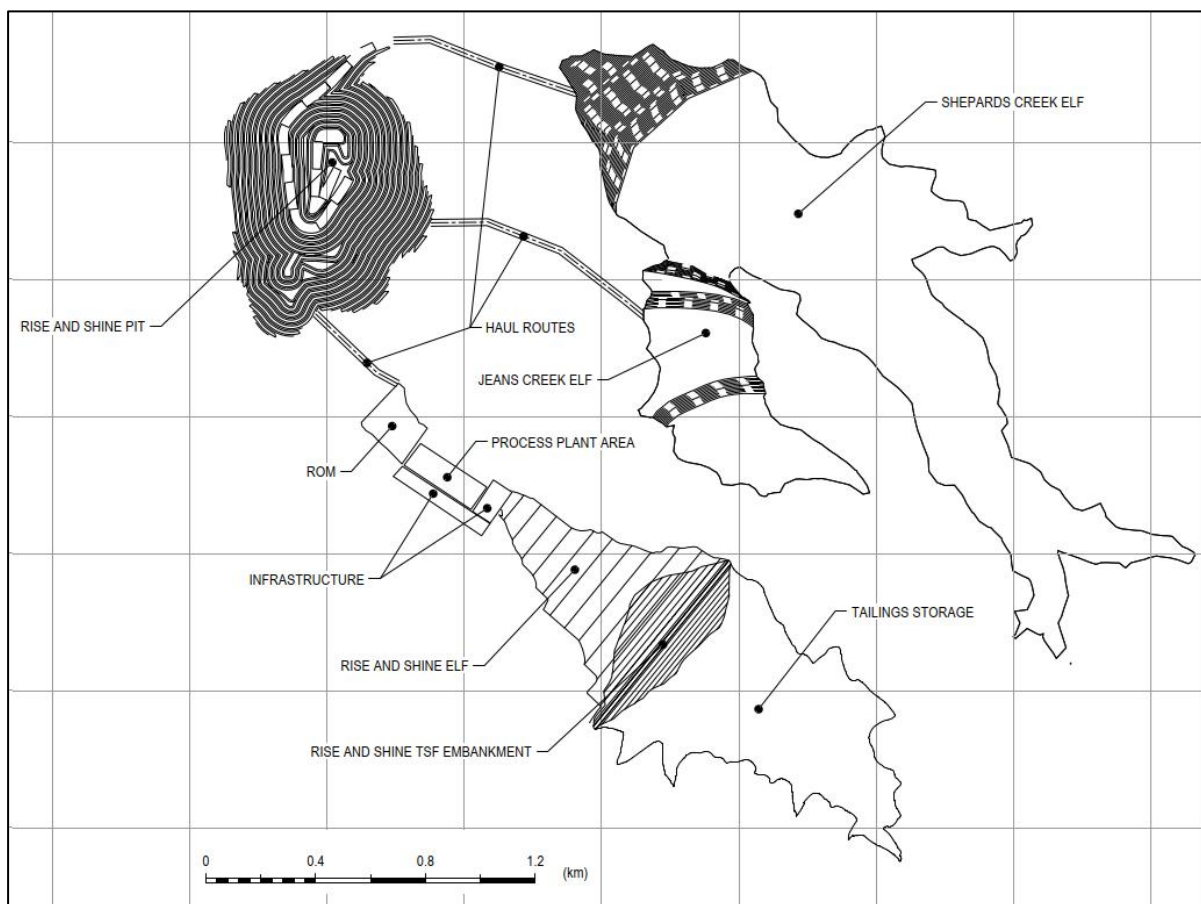 SHEPARDS CREEK ELF
RISE AND SHINE PIT
HAUL ROUTES
JEANS CREEK ELF
PROCESS PLANT AREA
ROM
INFRASTRUCTURE
TAILINGS STORAGE
RISE AND SHINE ELF
RISE AND SHINE TSF EMBANKMENT
0 0.4 0.8 1.2
(km)